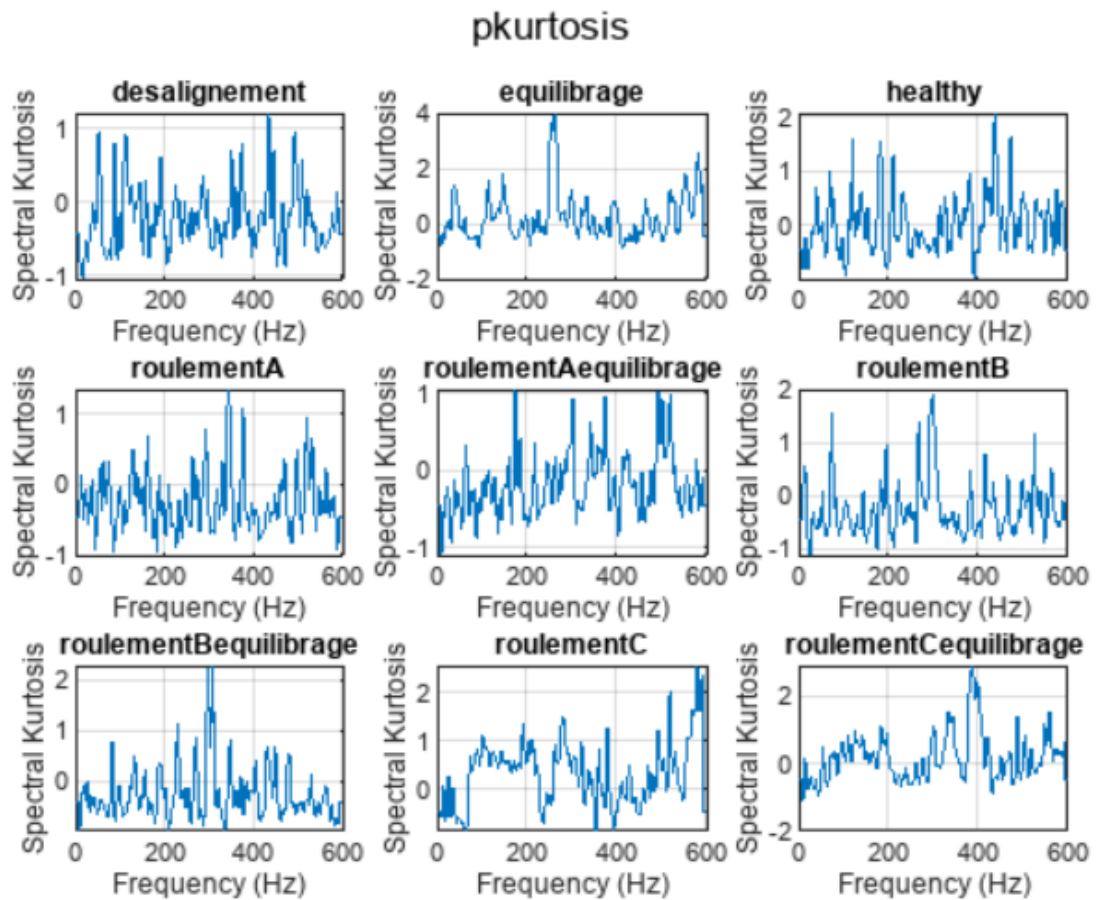 pkurtosis
desalignement
equilibrage
healthy
Spectral Kurtosis
1
0
-1
0 200 400 600
Frequency (Hz)
Spectral Kurtosis
4
2
0
-2
0 200 400 600
Frequency (Hz)
Spectral Kurtosis
2
1
0
0 200 400 600
Frequency (Hz)
roulementA
roulementAequilibrage
roulementB
Spectral Kurtosis
1
0
-1
0 200 400 600
Frequency (Hz)
Spectral Kurtosis
1
0
-1
0 200 400 600
Frequency (Hz)
Spectral Kurtosis
2
1
0
-1
0 200 400 600
Frequency (Hz)
roulementBequilibrage
roulementC
roulementCequilibrage
Spectral Kurtosis
2
1
0
0 200 400 600
Frequency (Hz)
Spectral Kurtosis
2
1
0
0 200 400 600
Frequency (Hz)
Spectral Kurtosis
2
0
-2
0 200 400 600
Frequency (Hz)